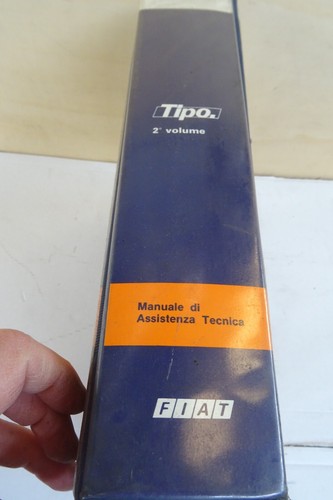 Tipo.
2° volume
Manuale di
Assistenza Tecnica
FIAT